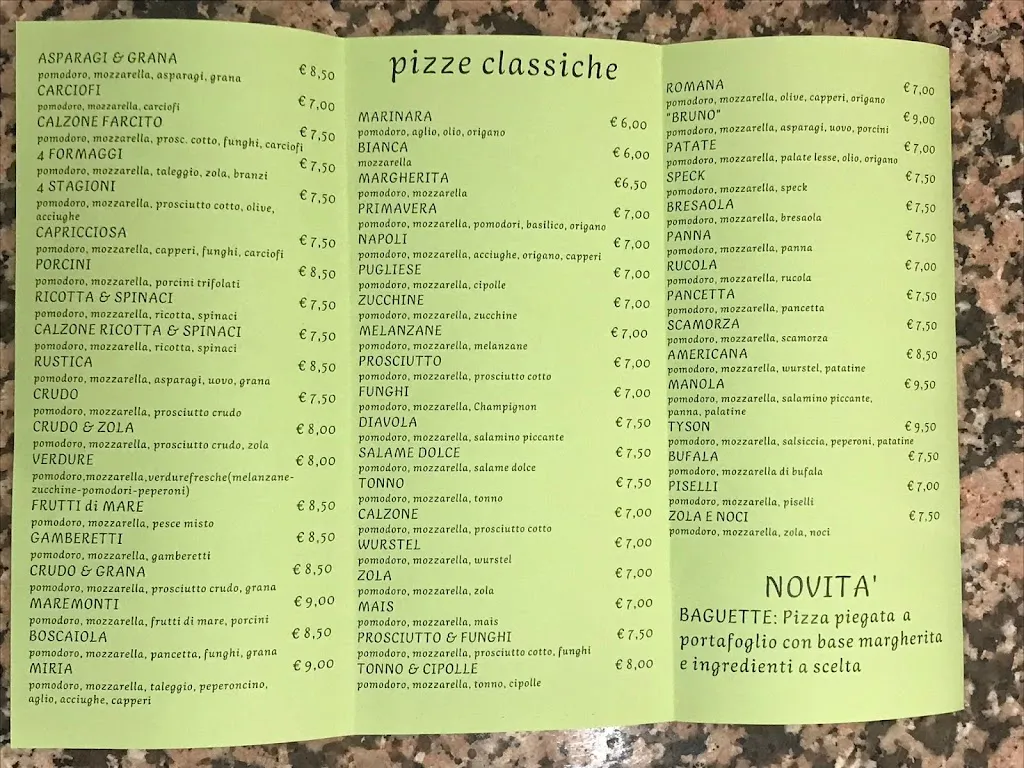 ASPARAGI & GRANA
pomodoro, mozzarella, asparagi, grana € 8,50
CARCIOFI
pomodoro, mozzarella, carciofi € 7,00
CALZONE FARCITO
pomodoro, mozzarella, prosc. cotto, funghi, carciofi € 7,50
4 FORMAGGI
pomodoro, mozzarella, taleggio, zola, branzi € 7,50
4 STAGIONI € 7,50
pomodoro, mozzarella, prosciutto cotto, olive,
acciughe
CAPRICCIOSA € 7,50
pomodoro, mozzarella, capperi, funghi, carciofi
PORCINI € 8,50
pomodoro, mozzarella, porcini trifolati
RICOTTA & SPINACI € 7,50
pomodoro, mozzarella, ricotta, spinaci
CALZONE RICOTTA & SPINACI € 7,50
pomodoro, mozzarella, ricotta, spinaci
RUSTICA € 8,50
pomodoro, mozzarella, asparagi, uovo, grana
CRUDO € 7,50
pomodoro, mozzarella, prosciutto crudo
CRUDO & ZOLA € 8,00
pomodoro, mozzarella, prosciutto crudo, zola
VERDURE € 8,00
pomodoro,mozzarella,verdurefresche(melanzane-
zucchine-pomodori-peperoni)
FRUTTI di MARE € 8,50
pomodoro, mozzarella, pesce misto
GAMBERETTI € 8,50
pomodoro, mozzarella, gamberetti
CRUDO & GRANA € 8,50
pomodoro, mozzarella, prosciutto crudo, grana
MAREMONTI € 9,00
pomodoro, mozzarella, frutti di mare, porcini
BOSCAIOLA € 8,50
pomodoro, mozzarella, pancetta, funghi, grana
MIRIA € 9,00
pomodoro, mozzarella, taleggio, peperoncino,
aglio, acciughe, capperi
pizze classiche
MARINARA € 6,00
pomodoro, aglio, olio, origano
BIANCA € 6,00
mozzarella
MARGHERITA €6,50
pomodoro, mozzarella
PRIMAVERA € 7,00
pomodoro, mozzarella, pomodori, basilico, origano
NAPOLI € 7,00
pomodoro, mozzarella, acciughe, origano, capperi
PUGLIESE € 7,00
pomodoro, mozzarella, cipolle
ZUCCHINE € 7,00
pomodoro, mozzarella, zucchine
MELANZANE € 7,00
pomodoro, mozzarella, melanzane
PROSCIUTTO € 7,00
pomodoro, mozzarella, prosciutto cotto
FUNGHI € 7,00
pomodoro, mozzarella, Champignon
DIAVOLA € 7,50
pomodoro, mozzarella, salamino piccante
SALAME DOLCE € 7,50
pomodoro, mozzarella, salame dolce
TONNO € 7,50
pomodoro, mozzarella, tonno
CALZONE € 7,00
pomodoro, mozzarella, prosciutto cotto
WURSTEL € 7,00
pomodoro, mozzarella, wurstel
ZOLA € 7,00
pomodoro, mozzarella, zola
MAIS € 7,00
pomodoro, mozzarella, mais
PROSCIUTTO & FUNGHI € 7,50
pomodoro, mozzarella, prosciutto cotto, funghi
TONNO & CIPOLLE € 8,00
pomodoro, mozzarella, tonno, cipolle
ROMANA € 7,00
pomodoro, mozzarella, olive, capperi, origano
"BRUNO" € 9,00
pomodoro, mozzarella, asparagi, uovo, porcini
PATATE € 7,00
pomodoro, mozzarella, palate lesse, olio, origano
SPECK € 7,50
pomodoro, mozzarella, speck
BRESAOLA € 7,50
pomodoro, mozzarella, bresaola
PANNA € 7,50
pomodoro, mozzarella, panna
RUCOLA € 7,00
pomodoro, mozzarella, rucola
PANCETTA € 7,50
pomodoro, mozzarella, pancetta
SCAMORZA € 7,50
pomodoro, mozzarella, scamorza
AMERICANA € 8,50
pomodoro, mozzarella, wurstel, patatine
MANOLA € 9,50
pomodoro, mozzarella, salamino piccante,
panna, palatine
TYSON € 9,50
pomodoro, mozzarella, salsiccia, peperoni, patatine
BUFALA € 7,50
pomodoro, mozzarella di bufala
PISELLI € 7,00
pomodoro, mozzarella, piselli
ZOLA E NOCI € 7,50
pomodoro, mozzarella, zola, noci
NOVITA'
BAGUETTE: Pizza piegata a
portafoglio con base margherita
e ingredienti a scelta